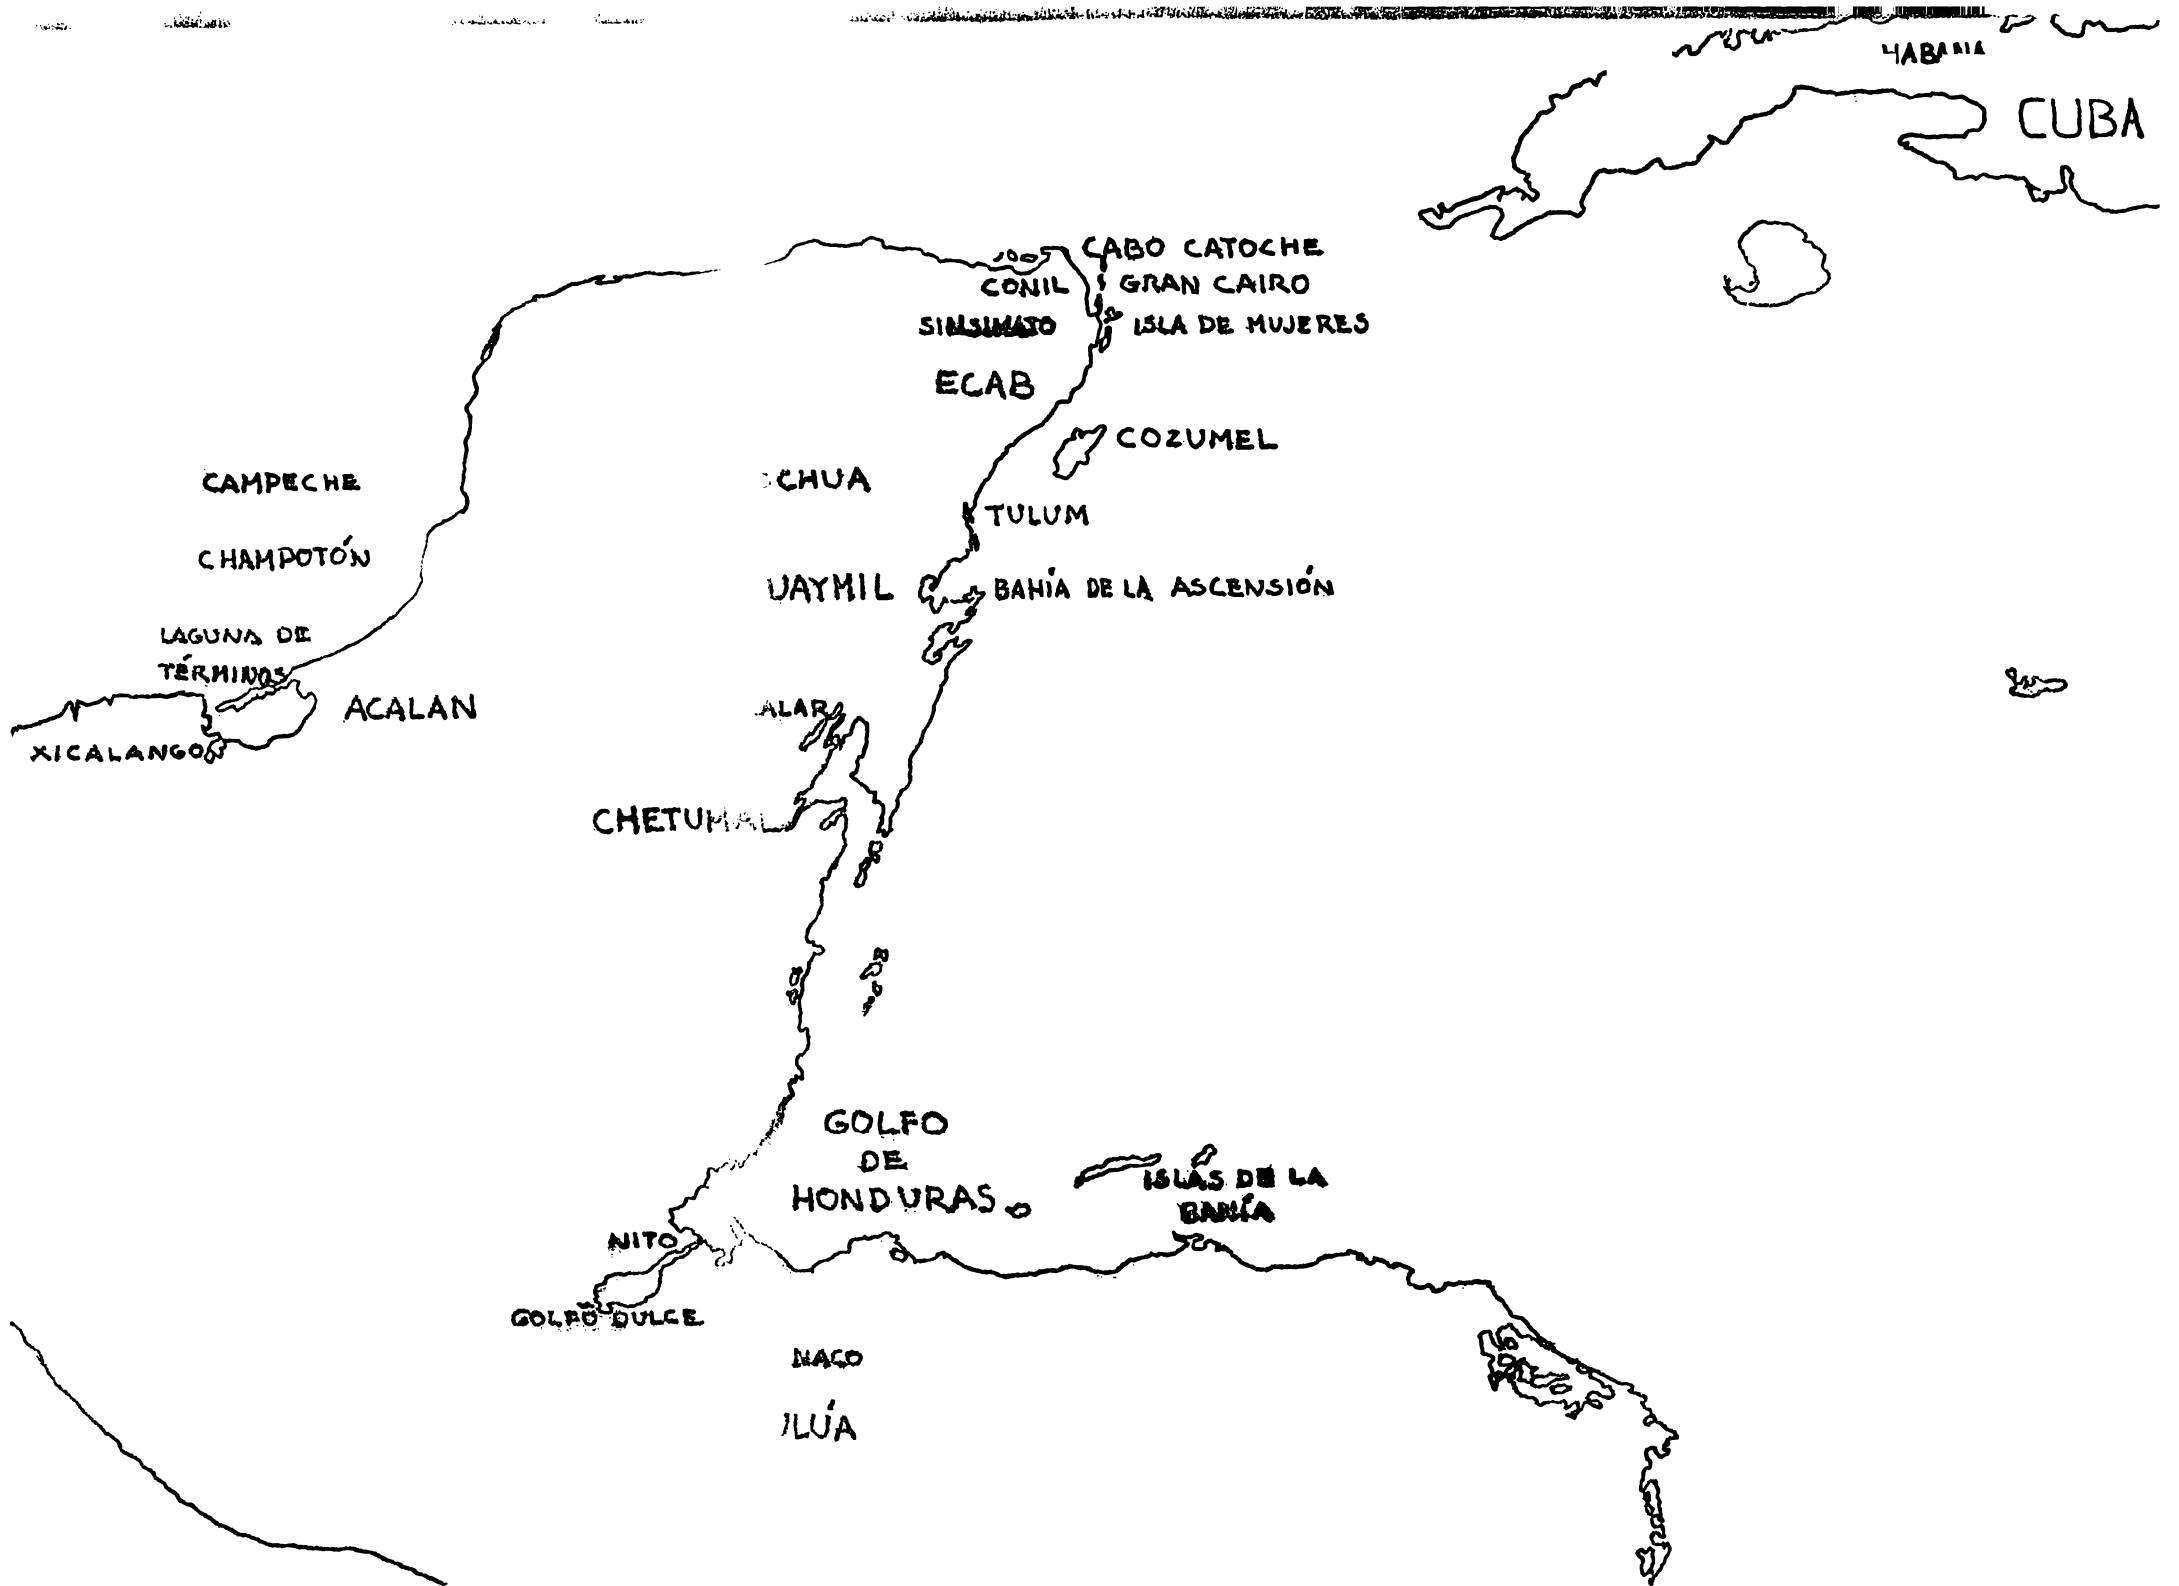 CUBA
CABO CATOCHE
CONIL
GRAN CAIRO
ISLA DE MUJERES
ECAB
COZUMEL
CAMPECHE
CHUA
TULUM
CHAMPOTÓN
UAYMIL
BAHÍA DE LA ASCENSIÓN
LAGUNA DE
TÉRMINOS
ACALAN
ALAR
XICALANGO
CHETUMAL
GOLFO
DE
HONDURAS
ISLAS DE LA
BAHÍA
NITO
GOLFO DULCE
NACO
ILÚA